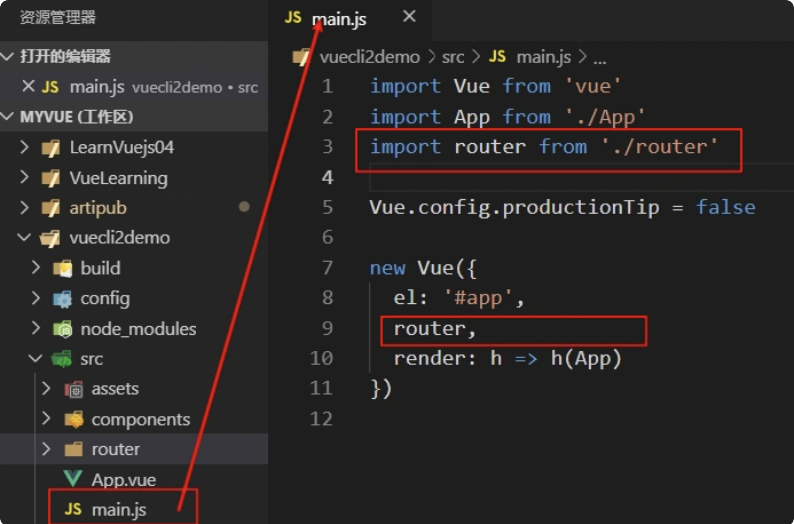 资源管理器
打开的编辑器
JS main.js vuecli2demo • src
MYVUE (工作区)
LearnVuejs04
VueLearning
artipub
vuecli2demo
build
config
node_modules
src
assets
components
router
App.vue
JS main.js
JS main.js
vuecli2demo > src > JS main.js > ...
1 import Vue from 'vue'
2 import App from './App'
3 import router from './router'
4
5 Vue.config.productionTip = false
6
7 new Vue({
8 el: '#app',
9 router,
10 render: h => h(App)
11 })
12